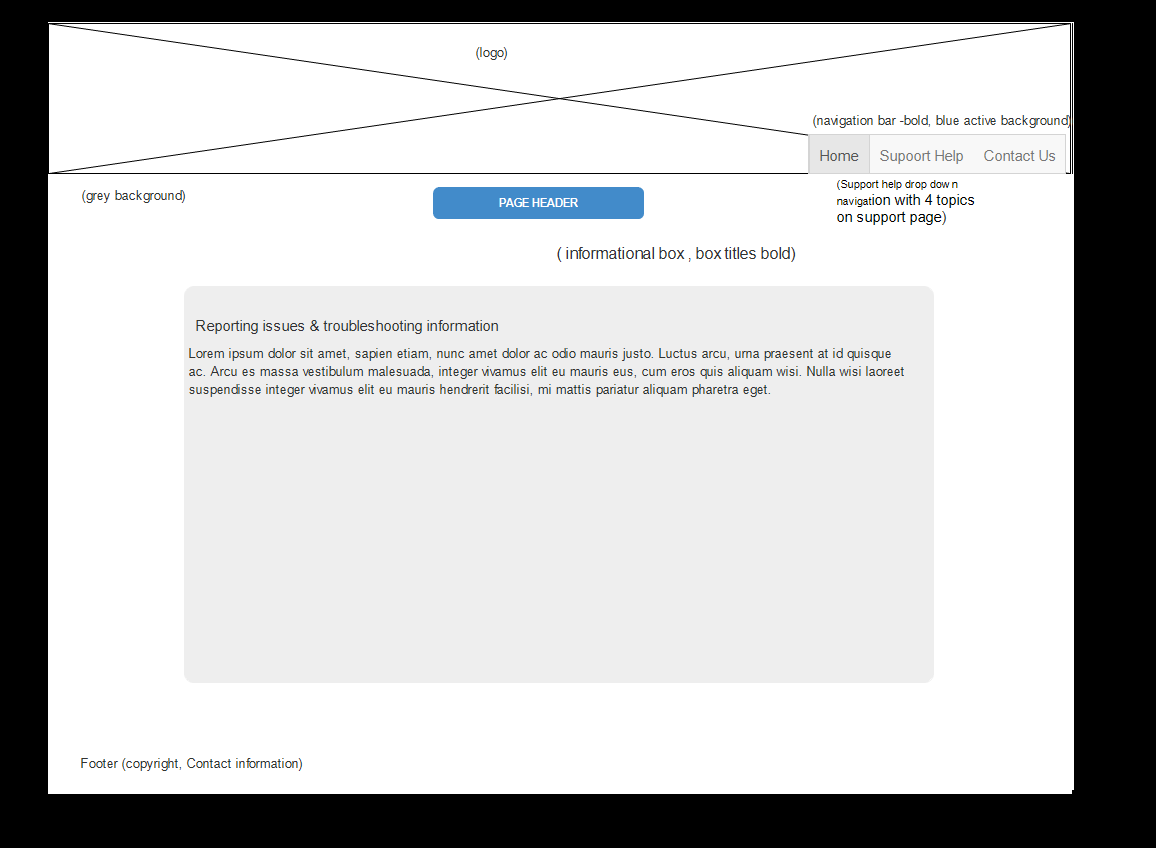 (logo)
(navigation bar -bold, blue active background)
Home Supoort Help Contact Us
(grey background)
PAGE HEADER
(Support help drop down
navigation with 4 topics
on support page)
( informational box , box titles bold)
Reporting issues & troubleshooting information
Lorem ipsum dolor sit amet, sapien etiam, nunc amet dolor ac odio mauris justo. Luctus arcu, urna praesent at id quisque
ac. Arcu es massa vestibulum malesuada, integer vivamus elit eu mauris eus, cum eros quis aliquam wisi. Nulla wisi laoreet
suspendisse integer vivamus elit eu mauris hendrerit facilisi, mi mattis pariatur aliquam pharetra eget.
Footer (copyright, Contact information)